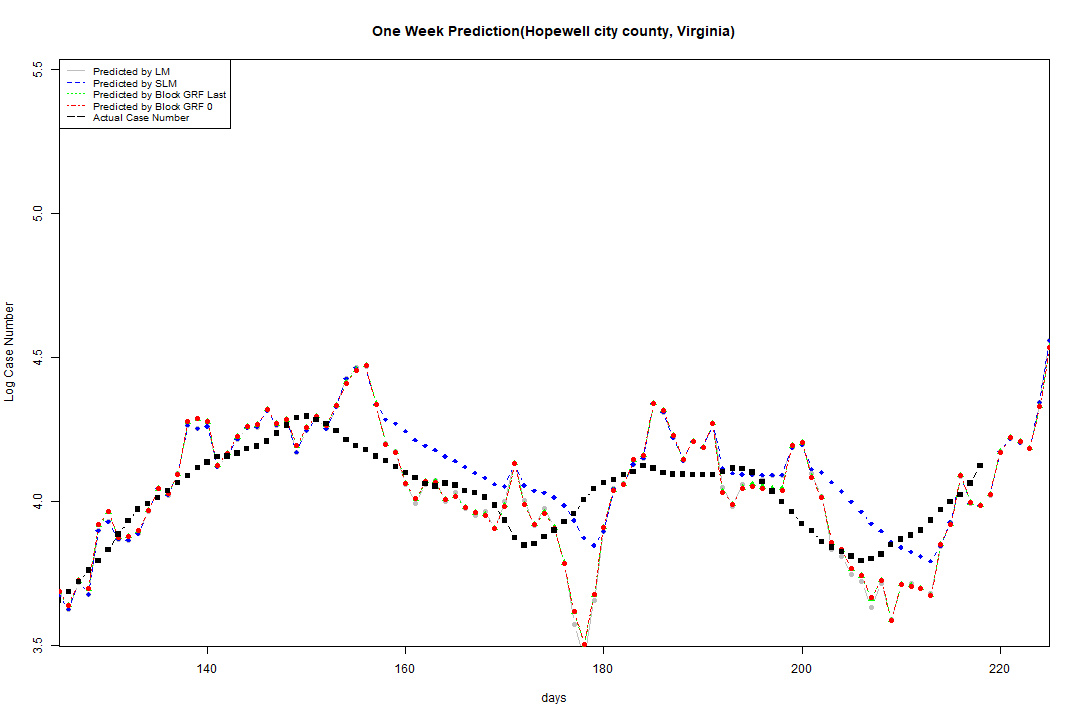 One Week Prediction(Hopewell city county, Virginia)
5.5
Predicted by LM
Predicted by SLM
Predicted by Block GRF Last
Predicted by Block GRF 0
Actual Case Number
5.0
4.5
4.0
3.5
Log Case Number
140 160 180 200 220
days